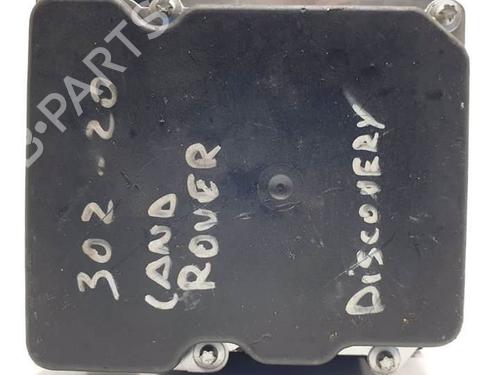 302-20
LAND
ROVER
DISCOVERY
B-PARTS